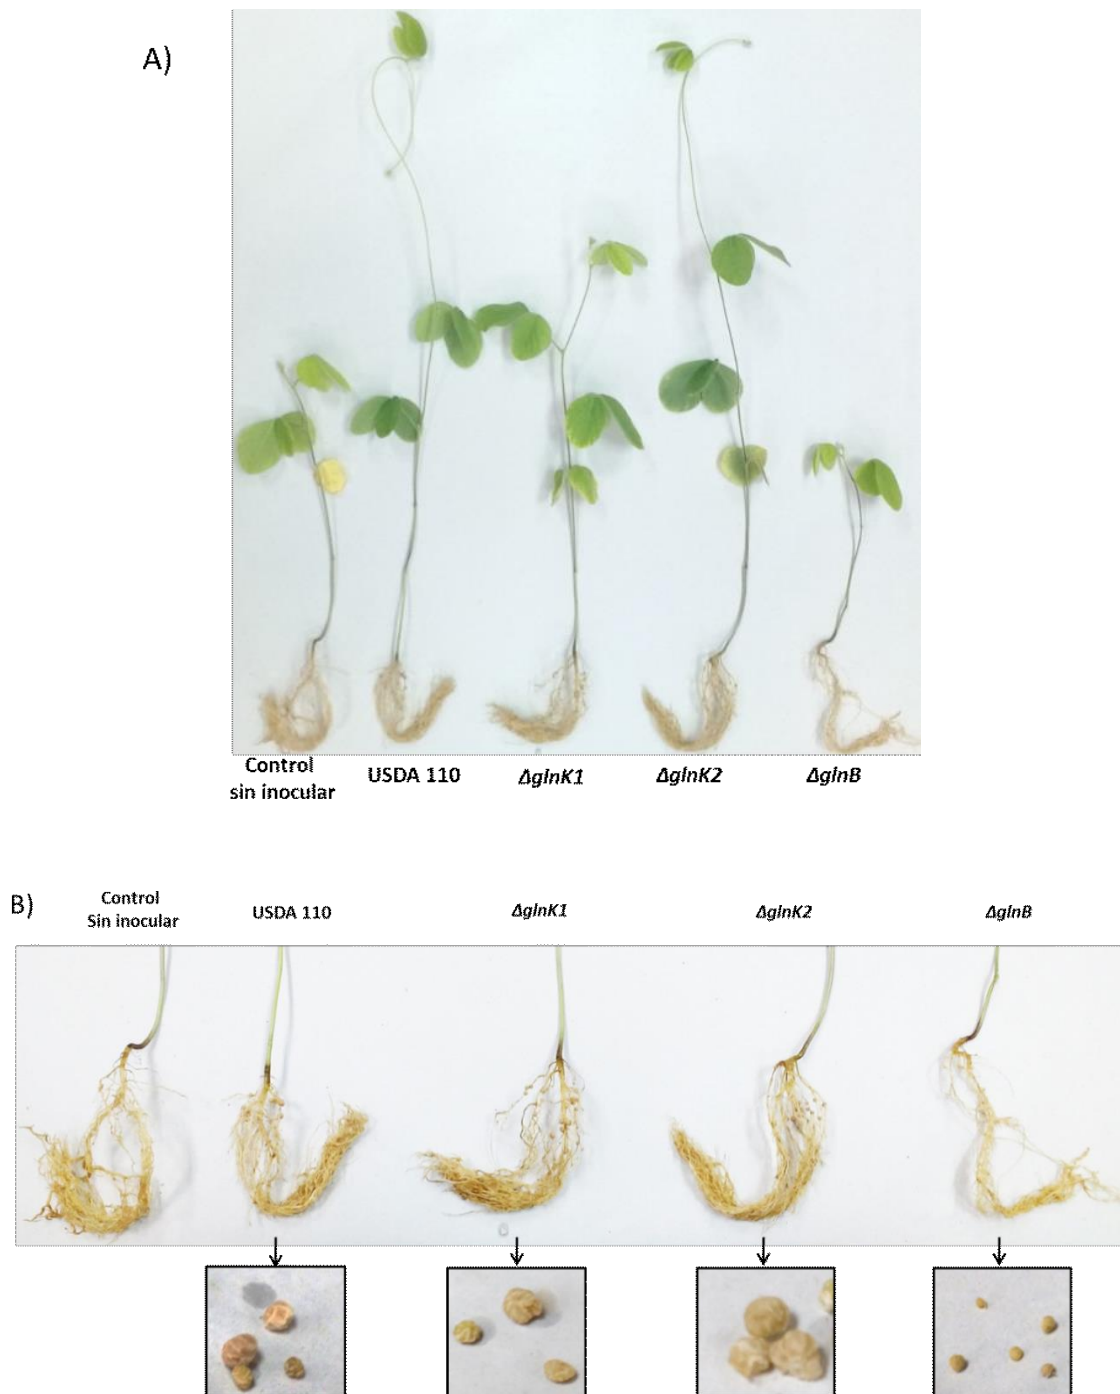 A)
Control
sin inocular
USDA 110
ΔglnK1
ΔglnK2
ΔglnB
B)
Control
Sin inocular
USDA 110
ΔglnK1
ΔglnK2
ΔglnB